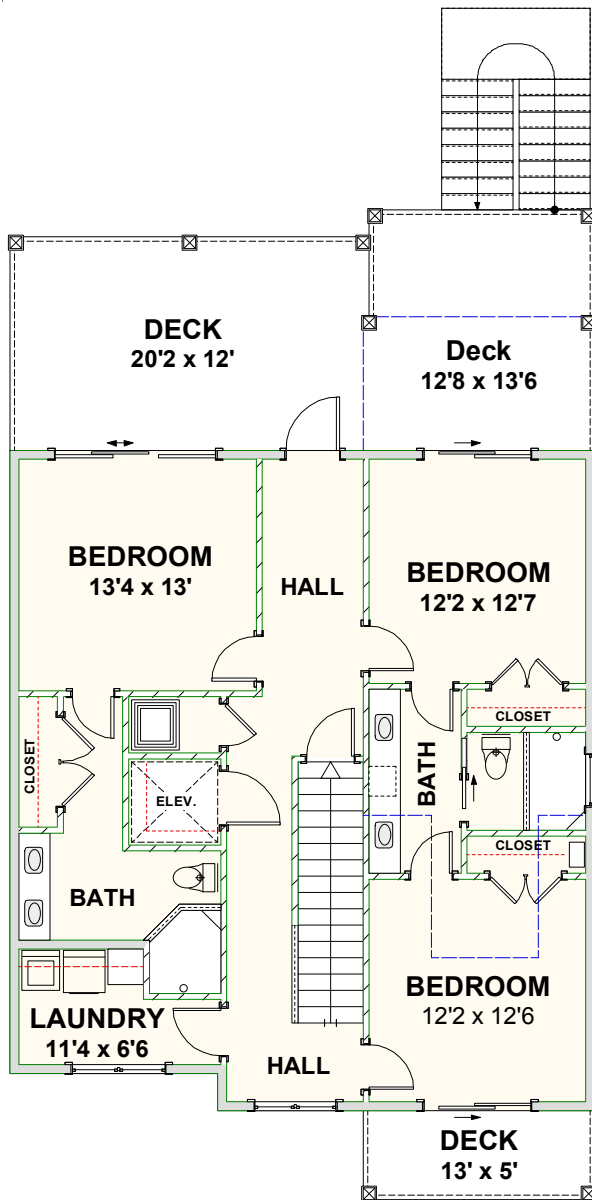 DECK
20'2 x 12'
Deck
12'8 x 13'6
BEDROOM
13'4 x 13'
HALL
BEDROOM
12'2 x 12'7
CLOSET
CLOSET
BATH
ELEV.
CLOSET
BATH
BEDROOM
12'2 x 12'6
LAUNDRY
11'4 x 6'6
HALL
DECK
13' x 5'